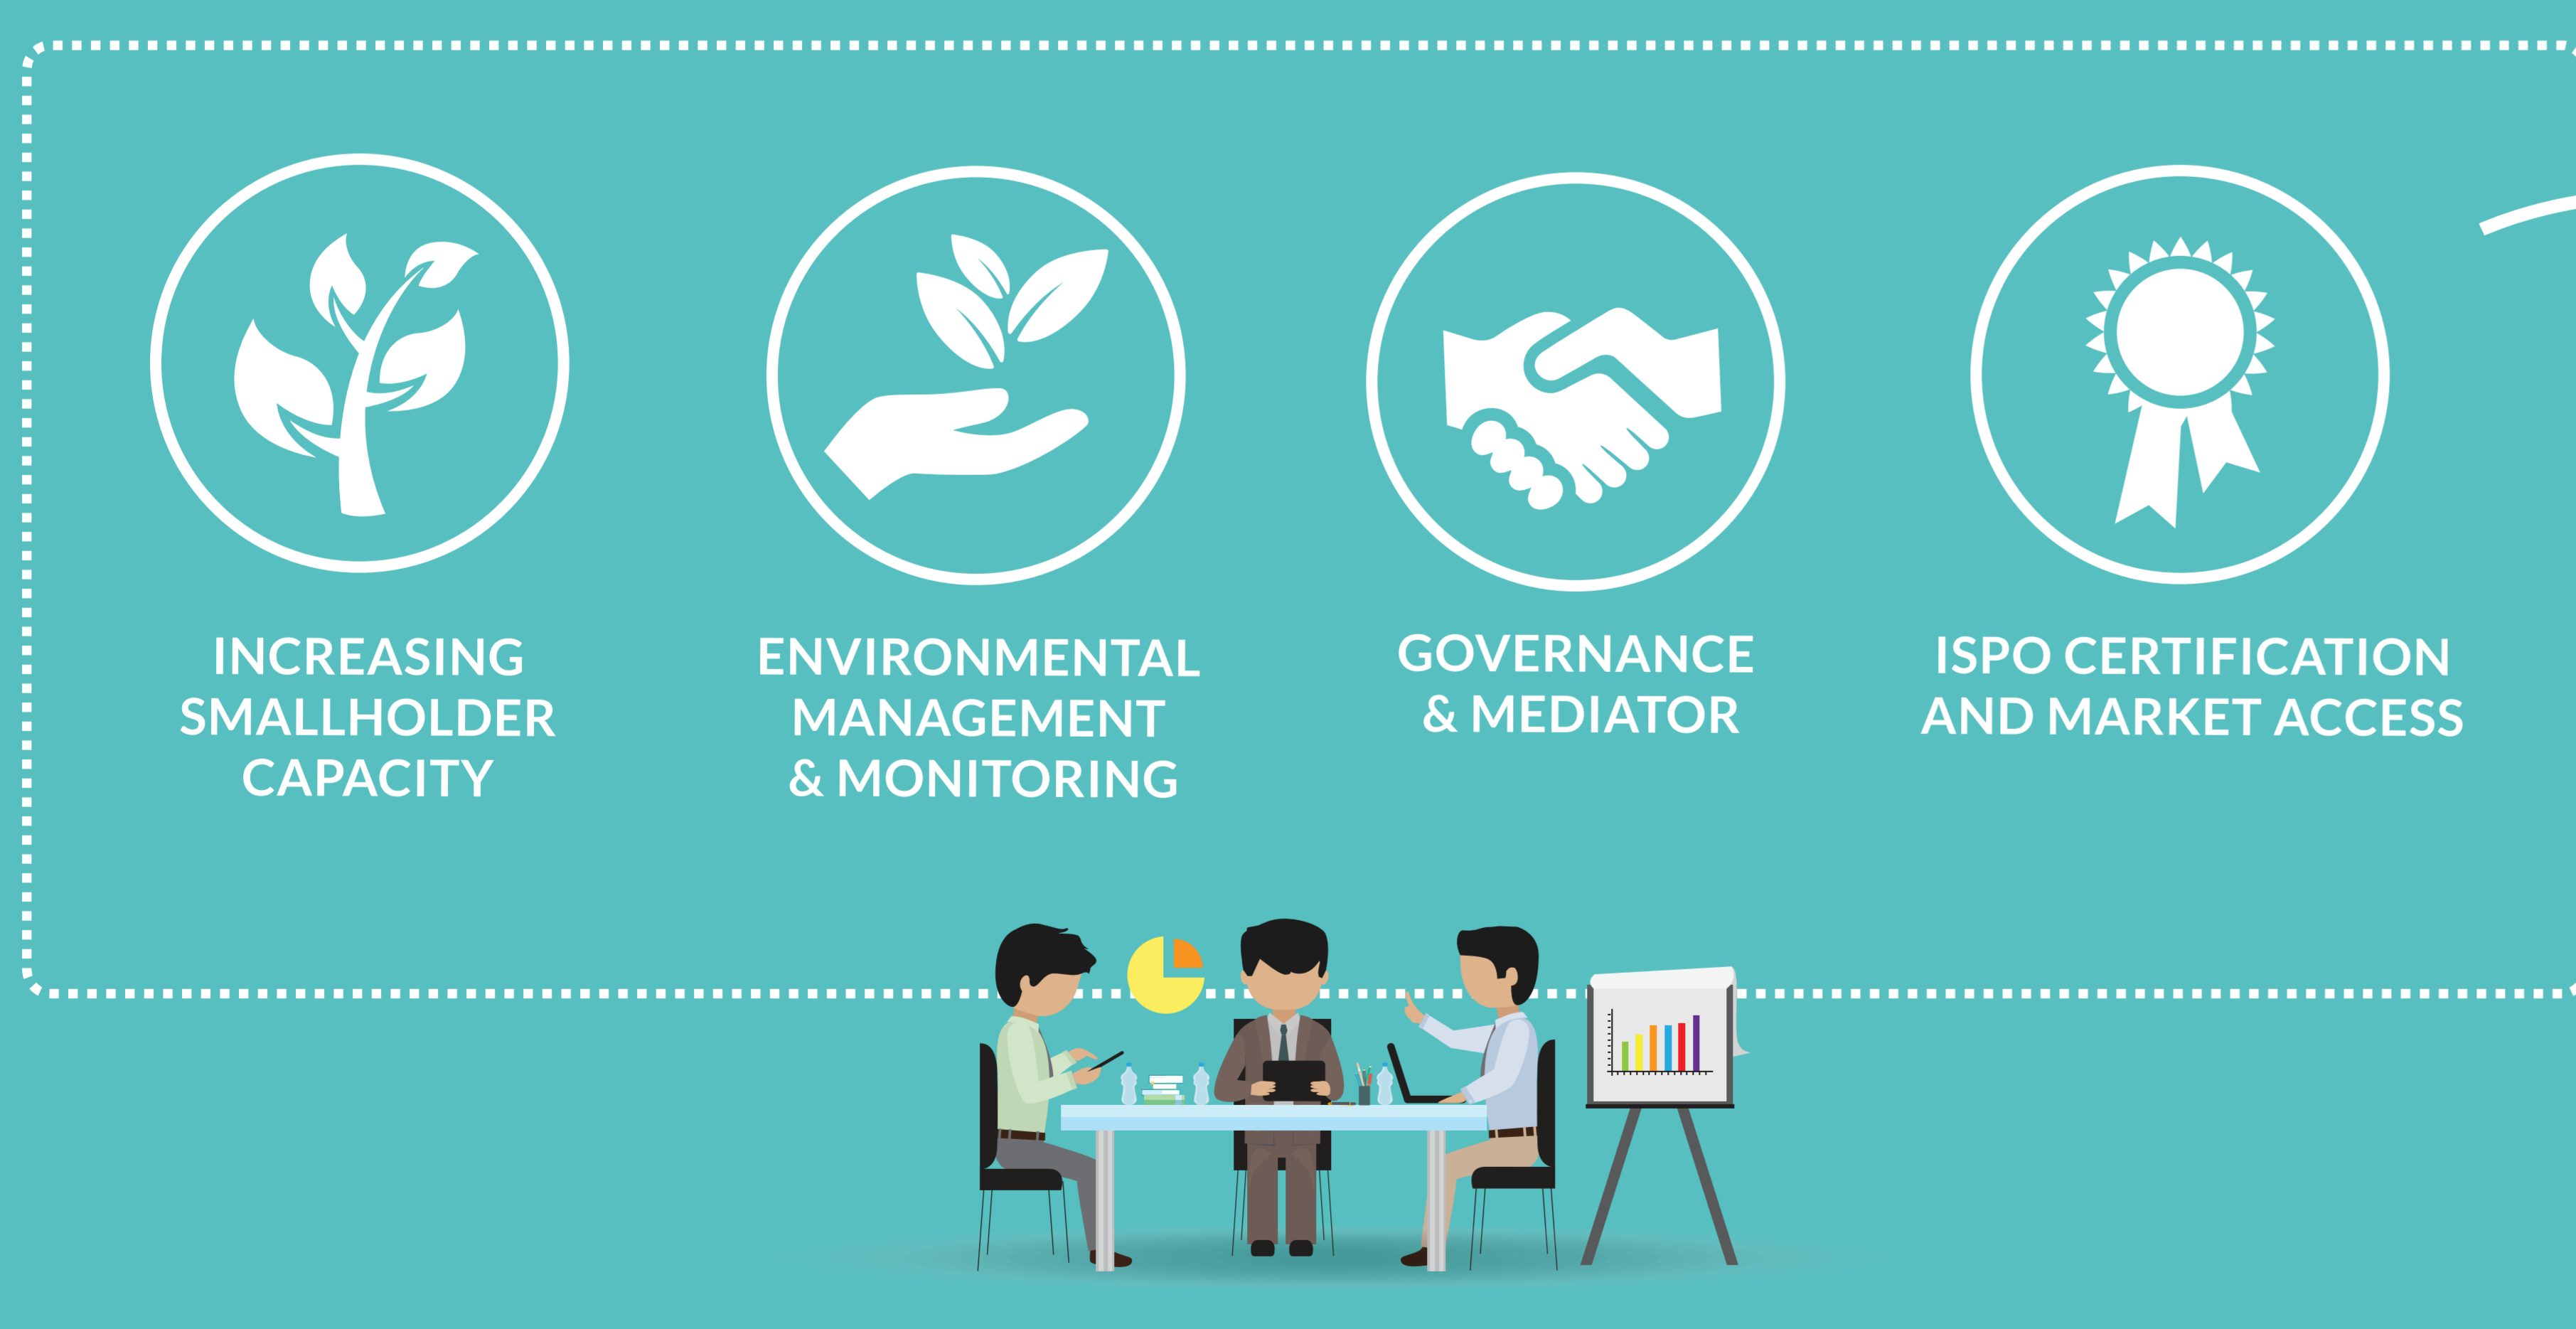 INCREASING
SMALLHOLDER
CAPACITY
ENVIRONMENTAL
MANAGEMENT
& MONITORING
GOVERNANCE
& MEDIATOR
ISPO CERTIFICATION
AND MARKET ACCESS